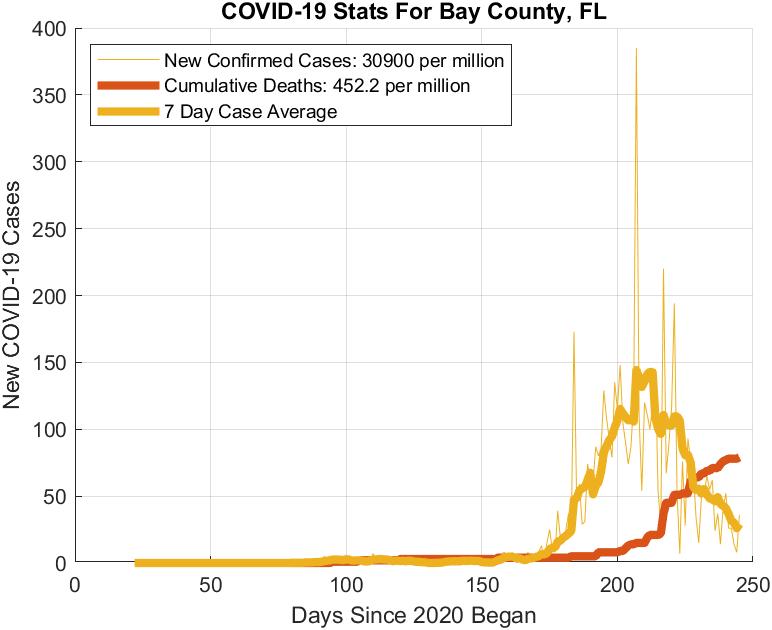 COVID-19 Stats For Bay County, FL
400
350
300
250
200
150
100
50
0
New COVID-19 Cases
New Confirmed Cases: 30900 per million
Cumulative Deaths: 452.2 per million
7 Day Case Average
0
50
100
150
200
250
Days Since 2020 Began